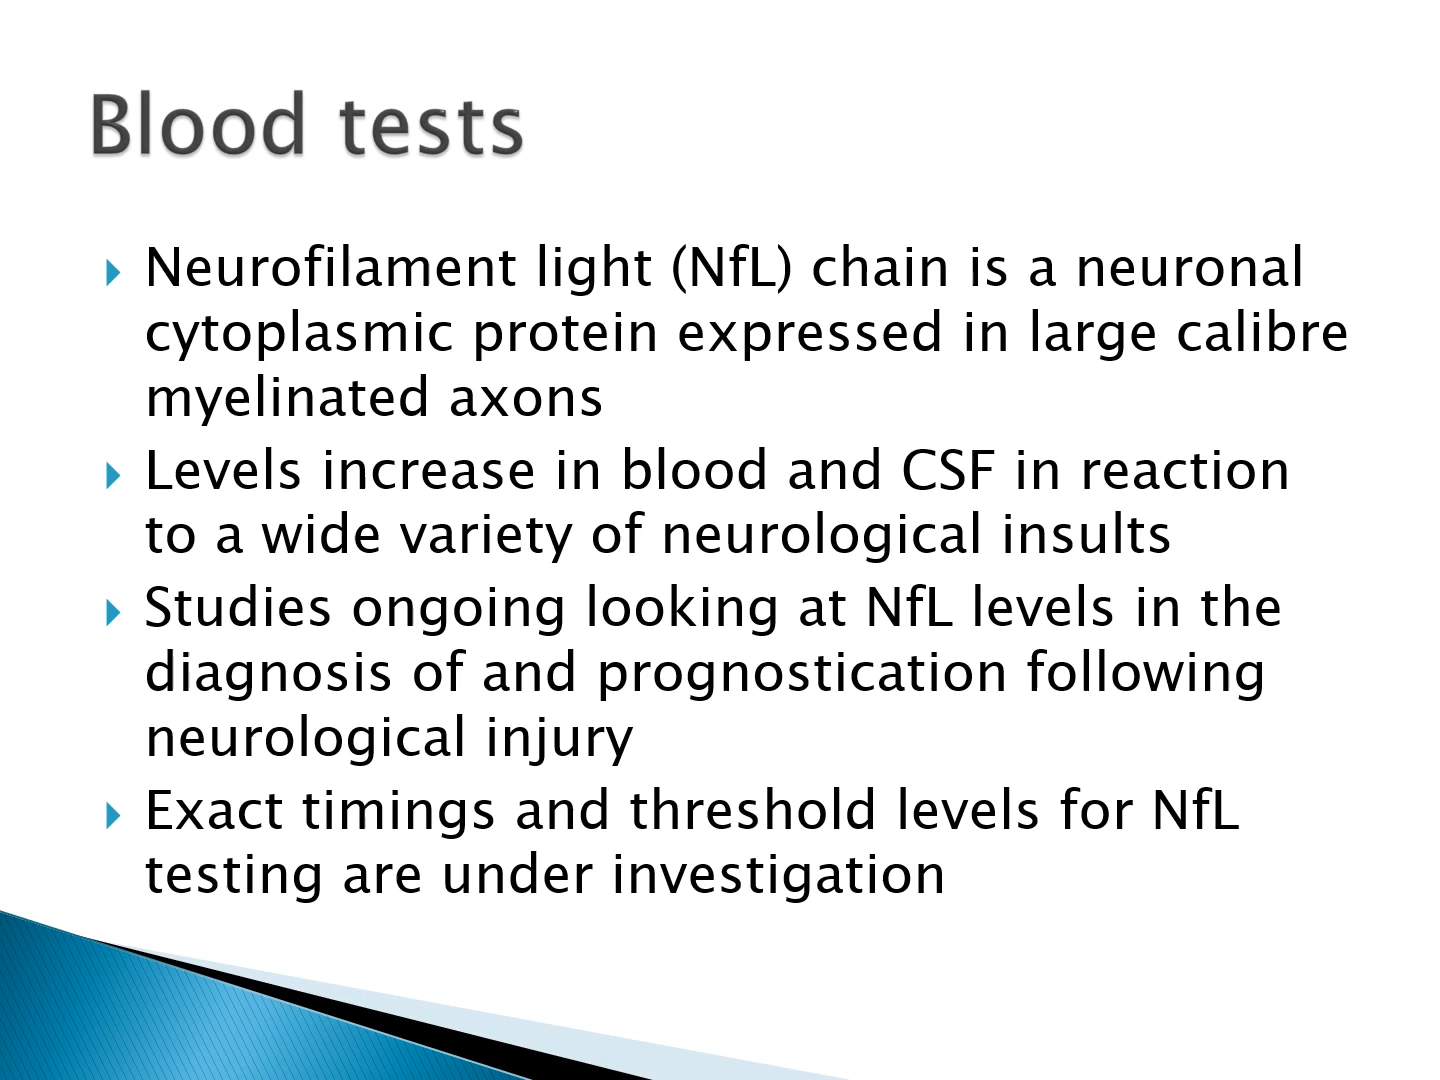 Blood tests
Neurofilament light (NfL) chain is a neuronal
cytoplasmic protein expressed in large calibre
myelinated axons
Levels increase in blood and CSF in reaction
to a wide variety of neurological insults
Studies ongoing looking at NfL levels in the
diagnosis of and prognostication following
neurological injury
Exact timings and threshold levels for NfL
testing are under investigation